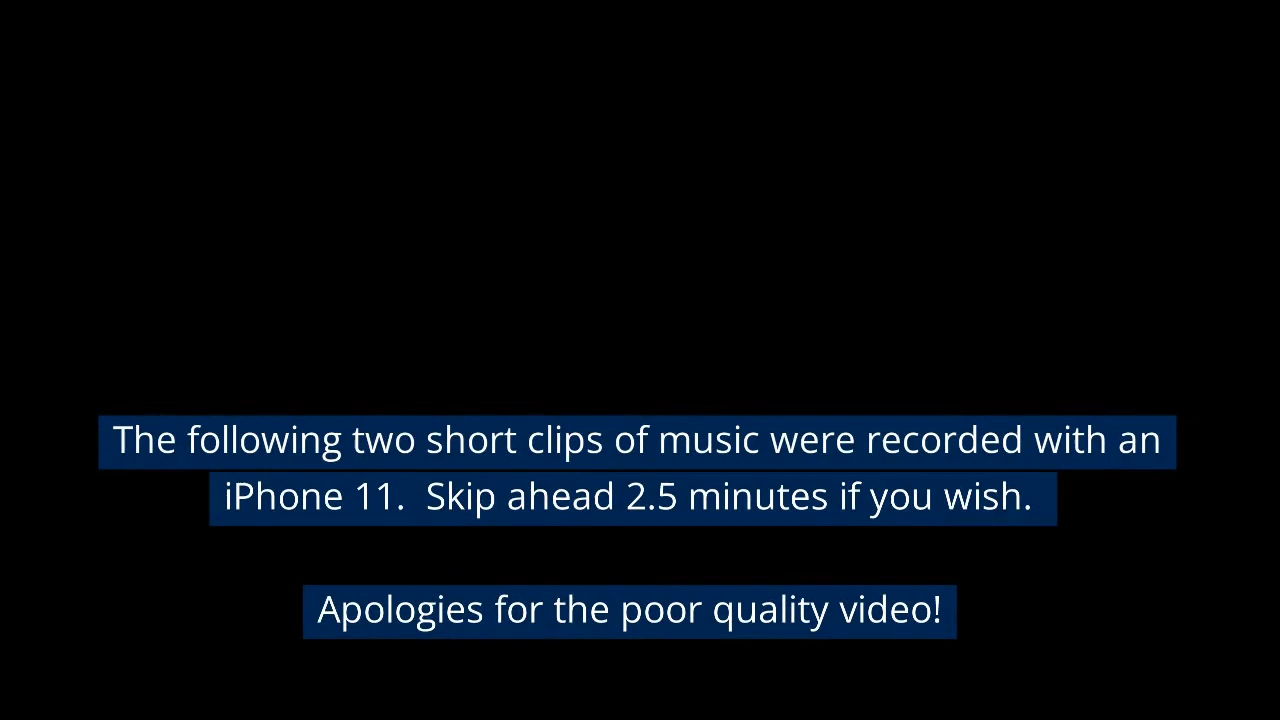 The following two short clips of music were recorded with an
iPhone 11.  Skip ahead 2.5 minutes if you wish.
Apologies for the poor quality video!